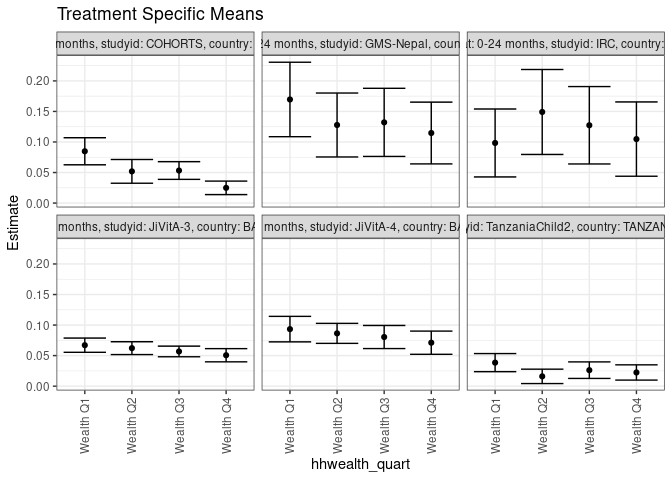 Treatment Specific Means
months, studyid: COHORTS, country:
24 months, studyid: GMS-Nepal, coun
t: 0-24 months, studyid: IRC, country:
0.20
0.15
0.10
0.05
0.00
months, studyid: JiVitA-3, country: BA
months, studyid: JiVitA-4, country: BA
yid: TanzaniaChild2, country: TANZAN
0.20
0.15
0.10
0.05
0.00
Estimate
Wealth Q1
Wealth Q2
Wealth Q3
Wealth Q4
Wealth Q1
Wealth Q2
Wealth Q3
Wealth Q4
Wealth Q1
Wealth Q2
Wealth Q3
Wealth Q4
hhwealth_quart